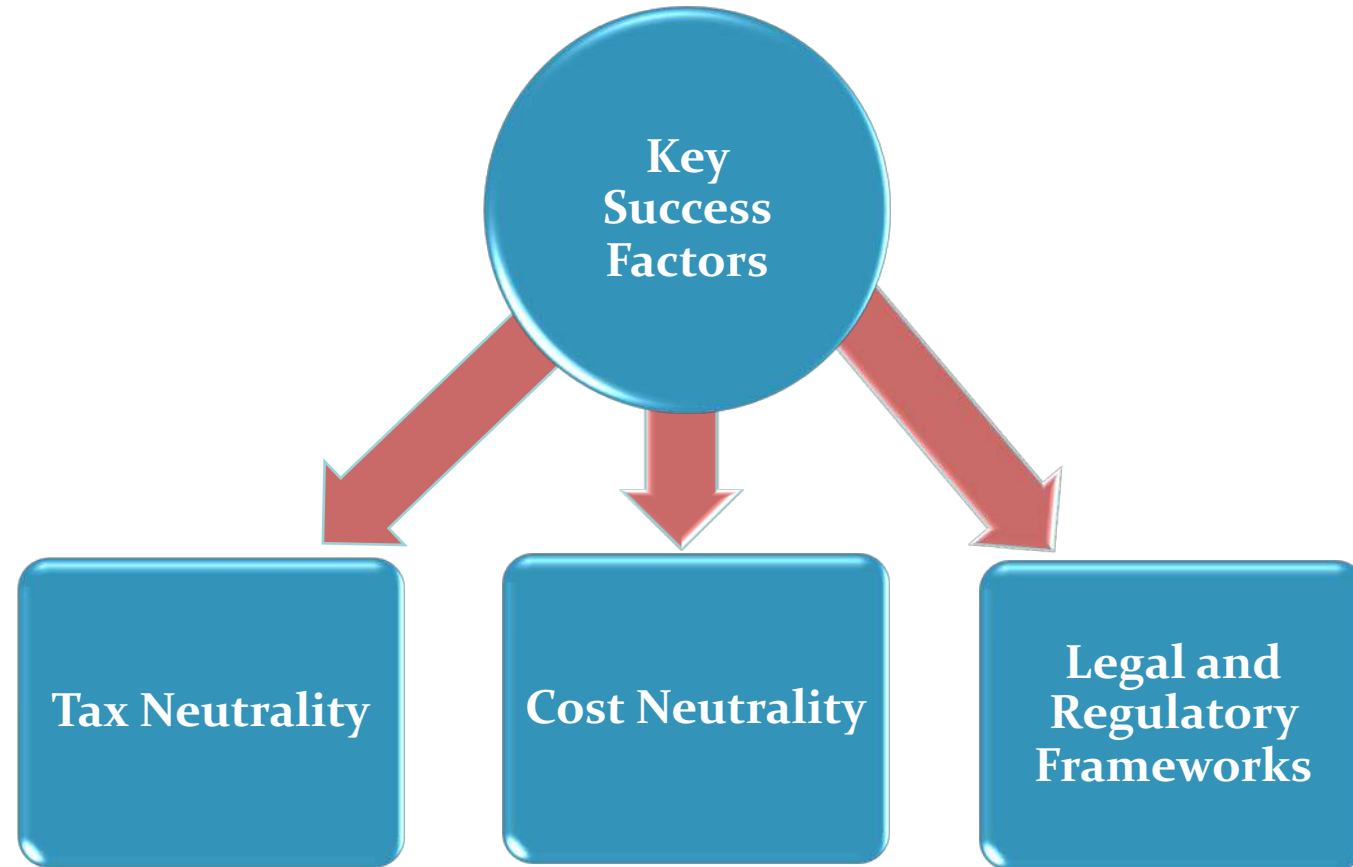 Key
Success
Factors
Tax Neutrality
Cost Neutrality
Legal and
Regulatory
Frameworks